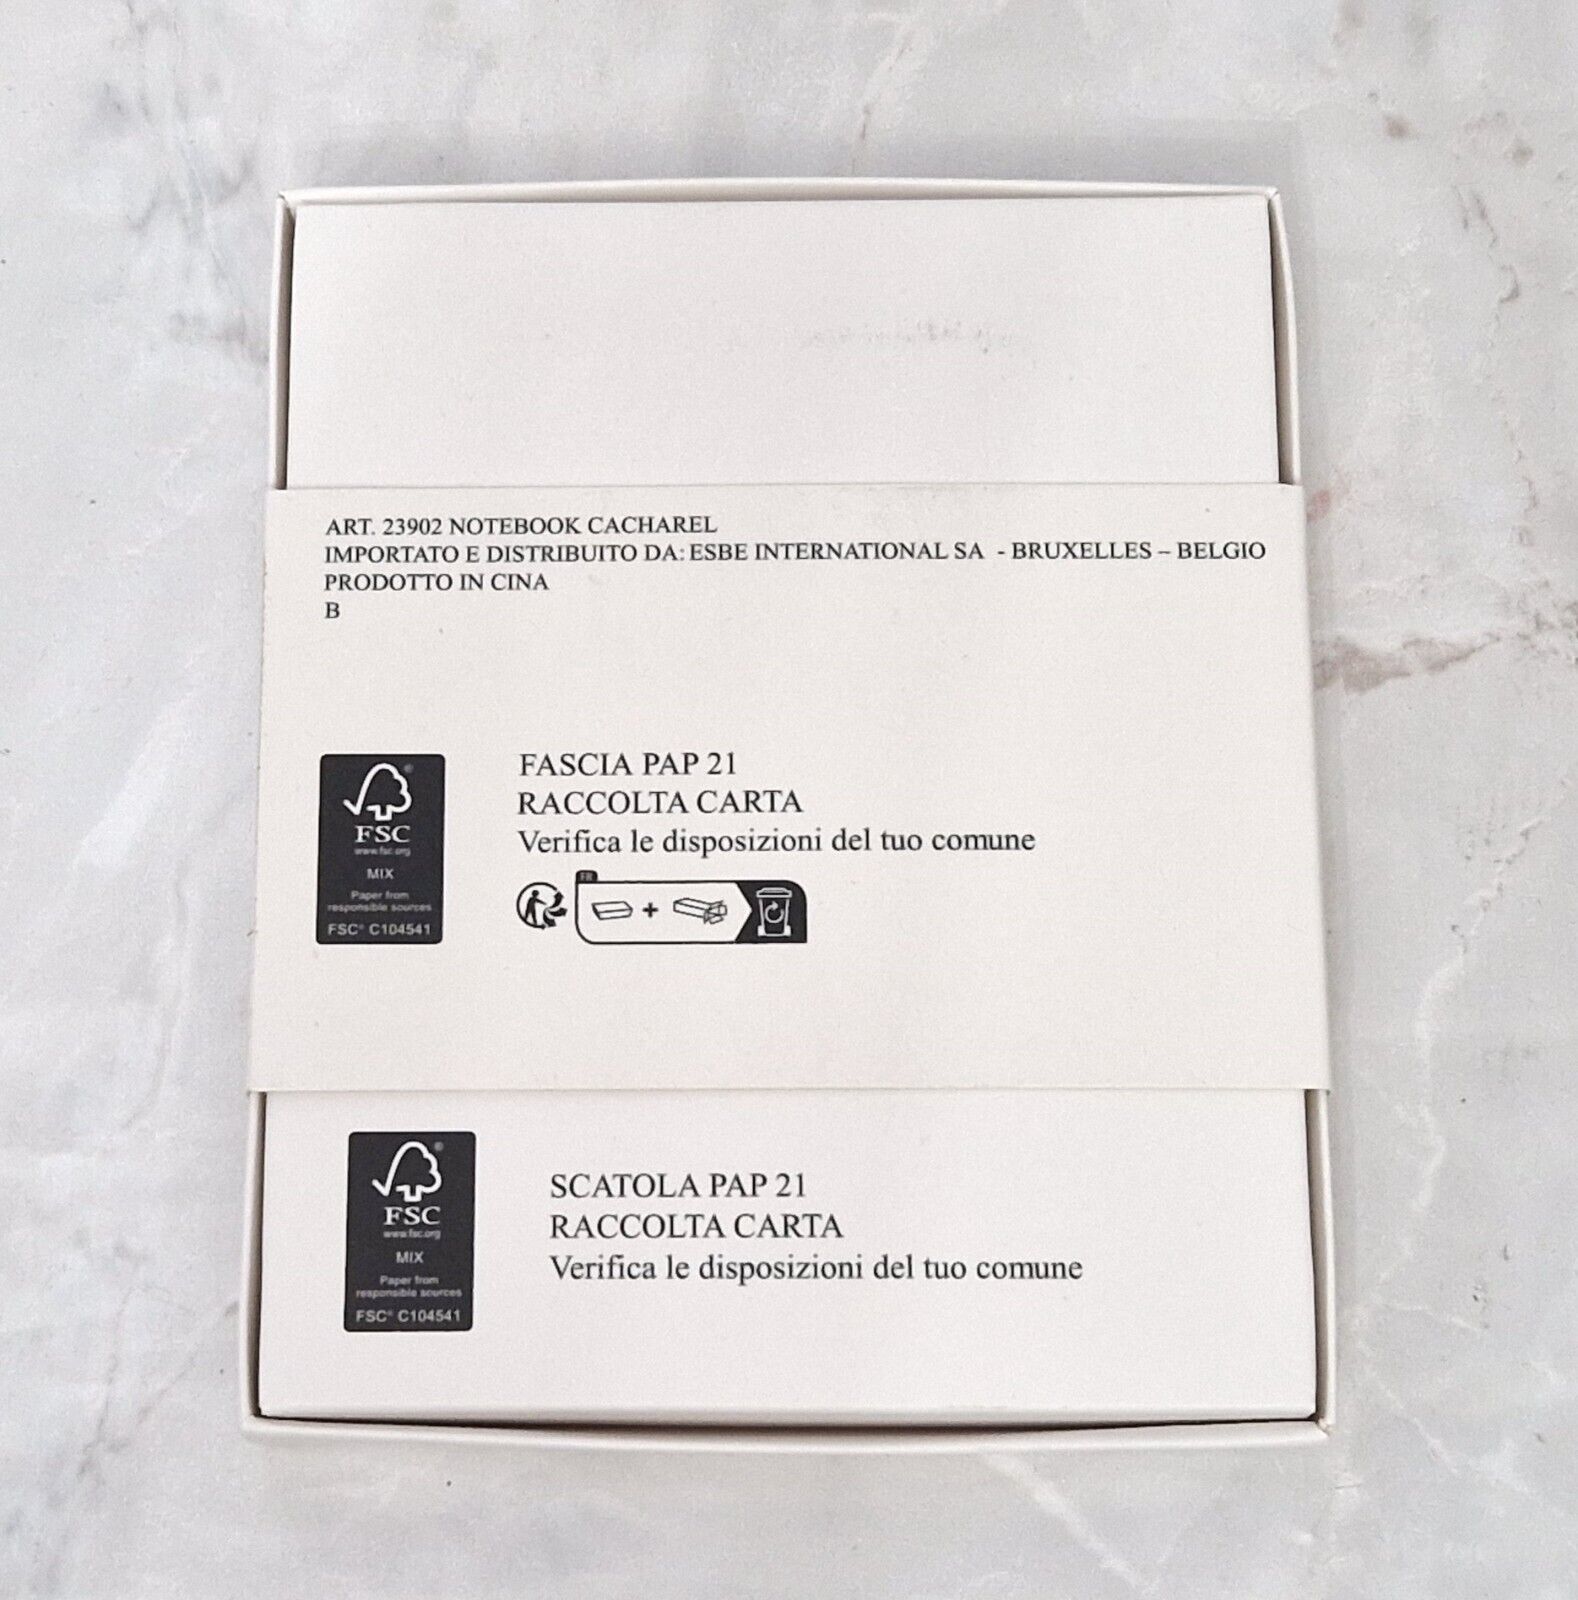 ART. 23902 NOTEBOOK CACHAREL
IMPORTATO E DISTRIBUITO DA: ESBE INTERNATIONAL SA - BRUXELLES – BELGIO
PRODOTTO IN CINA
B
FSC
www.fsc.org
MIX
Paper from
responsible sources
FSC® C104541
FASCIA PAP 21
RACCOLTA CARTA
Verifica le disposizioni del tuo comune
FR
+
FSC
www.fsc.org
MIX
Paper from
responsible sources
FSC® C104541
SCATOLA PAP 21
RACCOLTA CARTA
Verifica le disposizioni del tuo comune